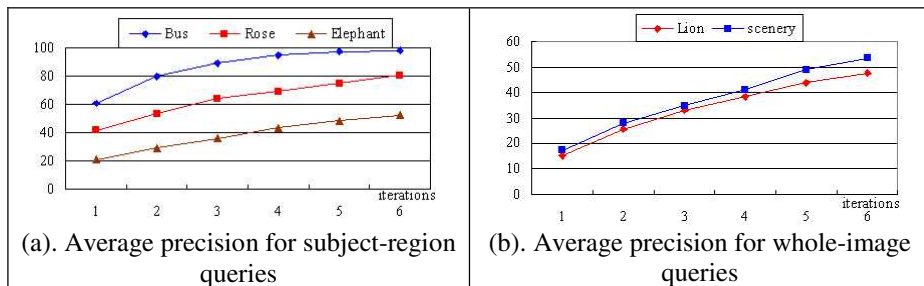 Bus Rose Elephant
100
80
60
40
20
0
iterations
1 2 3 4 5 6
(a). Average precision for subject-region
queries
Lion scenery
60
50
40
30
20
10
0
iterations
1 2 3 4 5 6
(b). Average precision for whole-image
queries